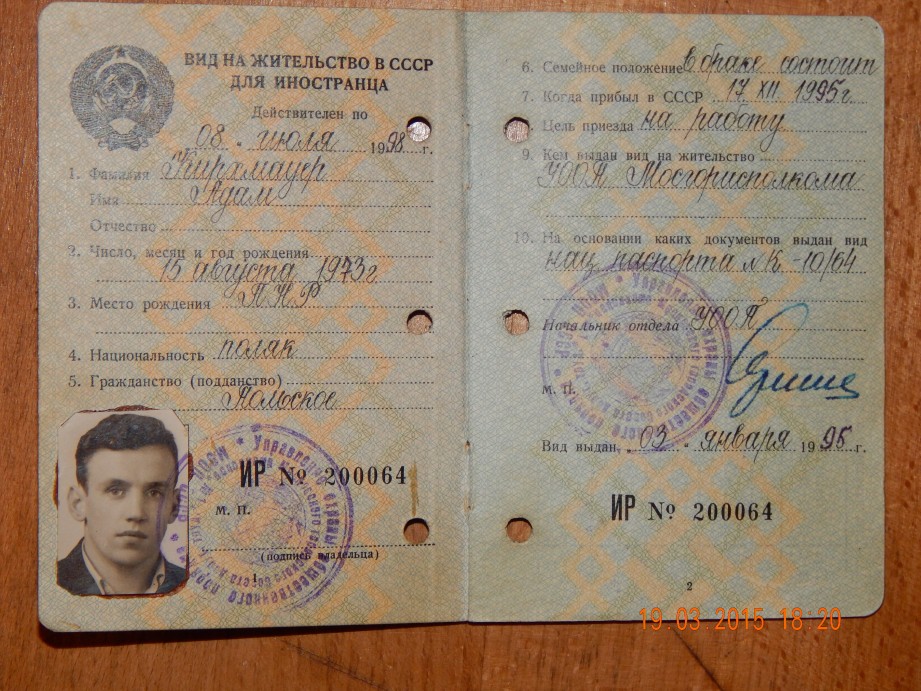 ВИД НА ЖИТЕЛЬСТВО В СССР
ДЛЯ ИНОСТРАНЦА
Действителен по
08 . июля 1998 г.
1. Фамилия Кирхмауер
Имя Адам
Отчество
2. Число, месяц и год рождения
15 августа 1973г
3. Место рождения П.Н.Р
4. Национальность поляк
5. Гражданство (подданство)
Польское
ИР № 200064
М. П.
(подпись владельца)
1
6. Семейное положение в браке состоит
7. Когда прибыл в СССР 17 XII 1995г.
Цель приезда на работу
9. Кем выдан вид на жительство
УООП Мосгорисполкома
10. На основании каких документов выдан вид
нац паспорта №К-10/64
Начальник отдела УООП
М. П.
Вид выдан 03 . января 1995 г.
ИР № 200064
2
19.03.2015 18:20